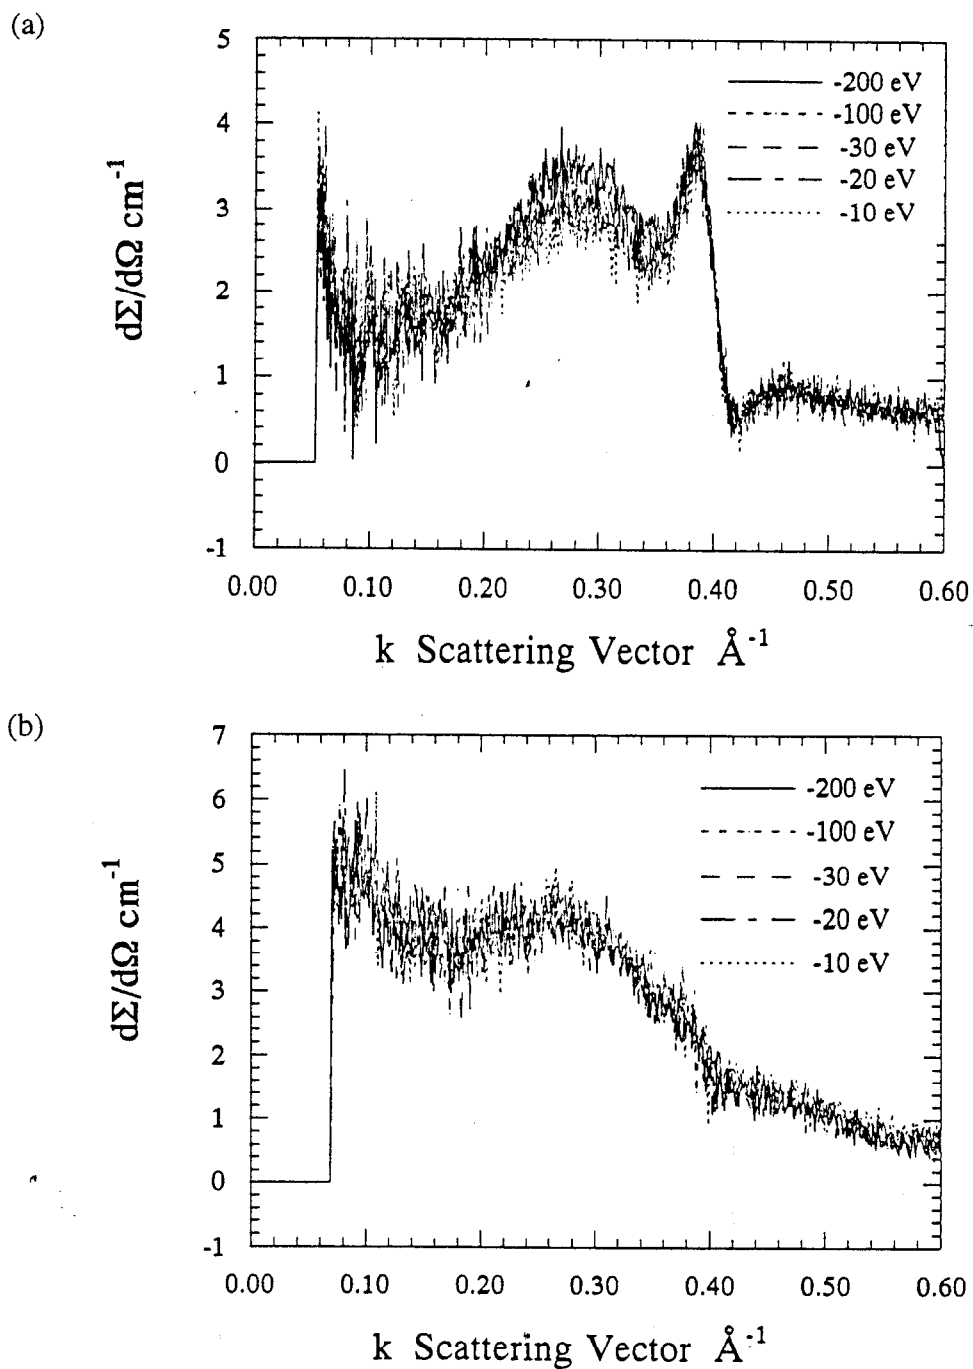 (a)
5
4
3
2
1
0
-1
dΣ/dΩ cm-1
-200 eV
-100 eV
-30 eV
-20 eV
-10 eV
0.00 0.10 0.20 0.30 0.40 0.50 0.60
k Scattering Vector Å-1
(b)
7
6
5
4
3
2
1
0
-1
dΣ/dΩ cm-1
-200 eV
-100 eV
-30 eV
-20 eV
-10 eV
0.00 0.10 0.20 0.30 0.40 0.50 0.60
k Scattering Vector Å-1